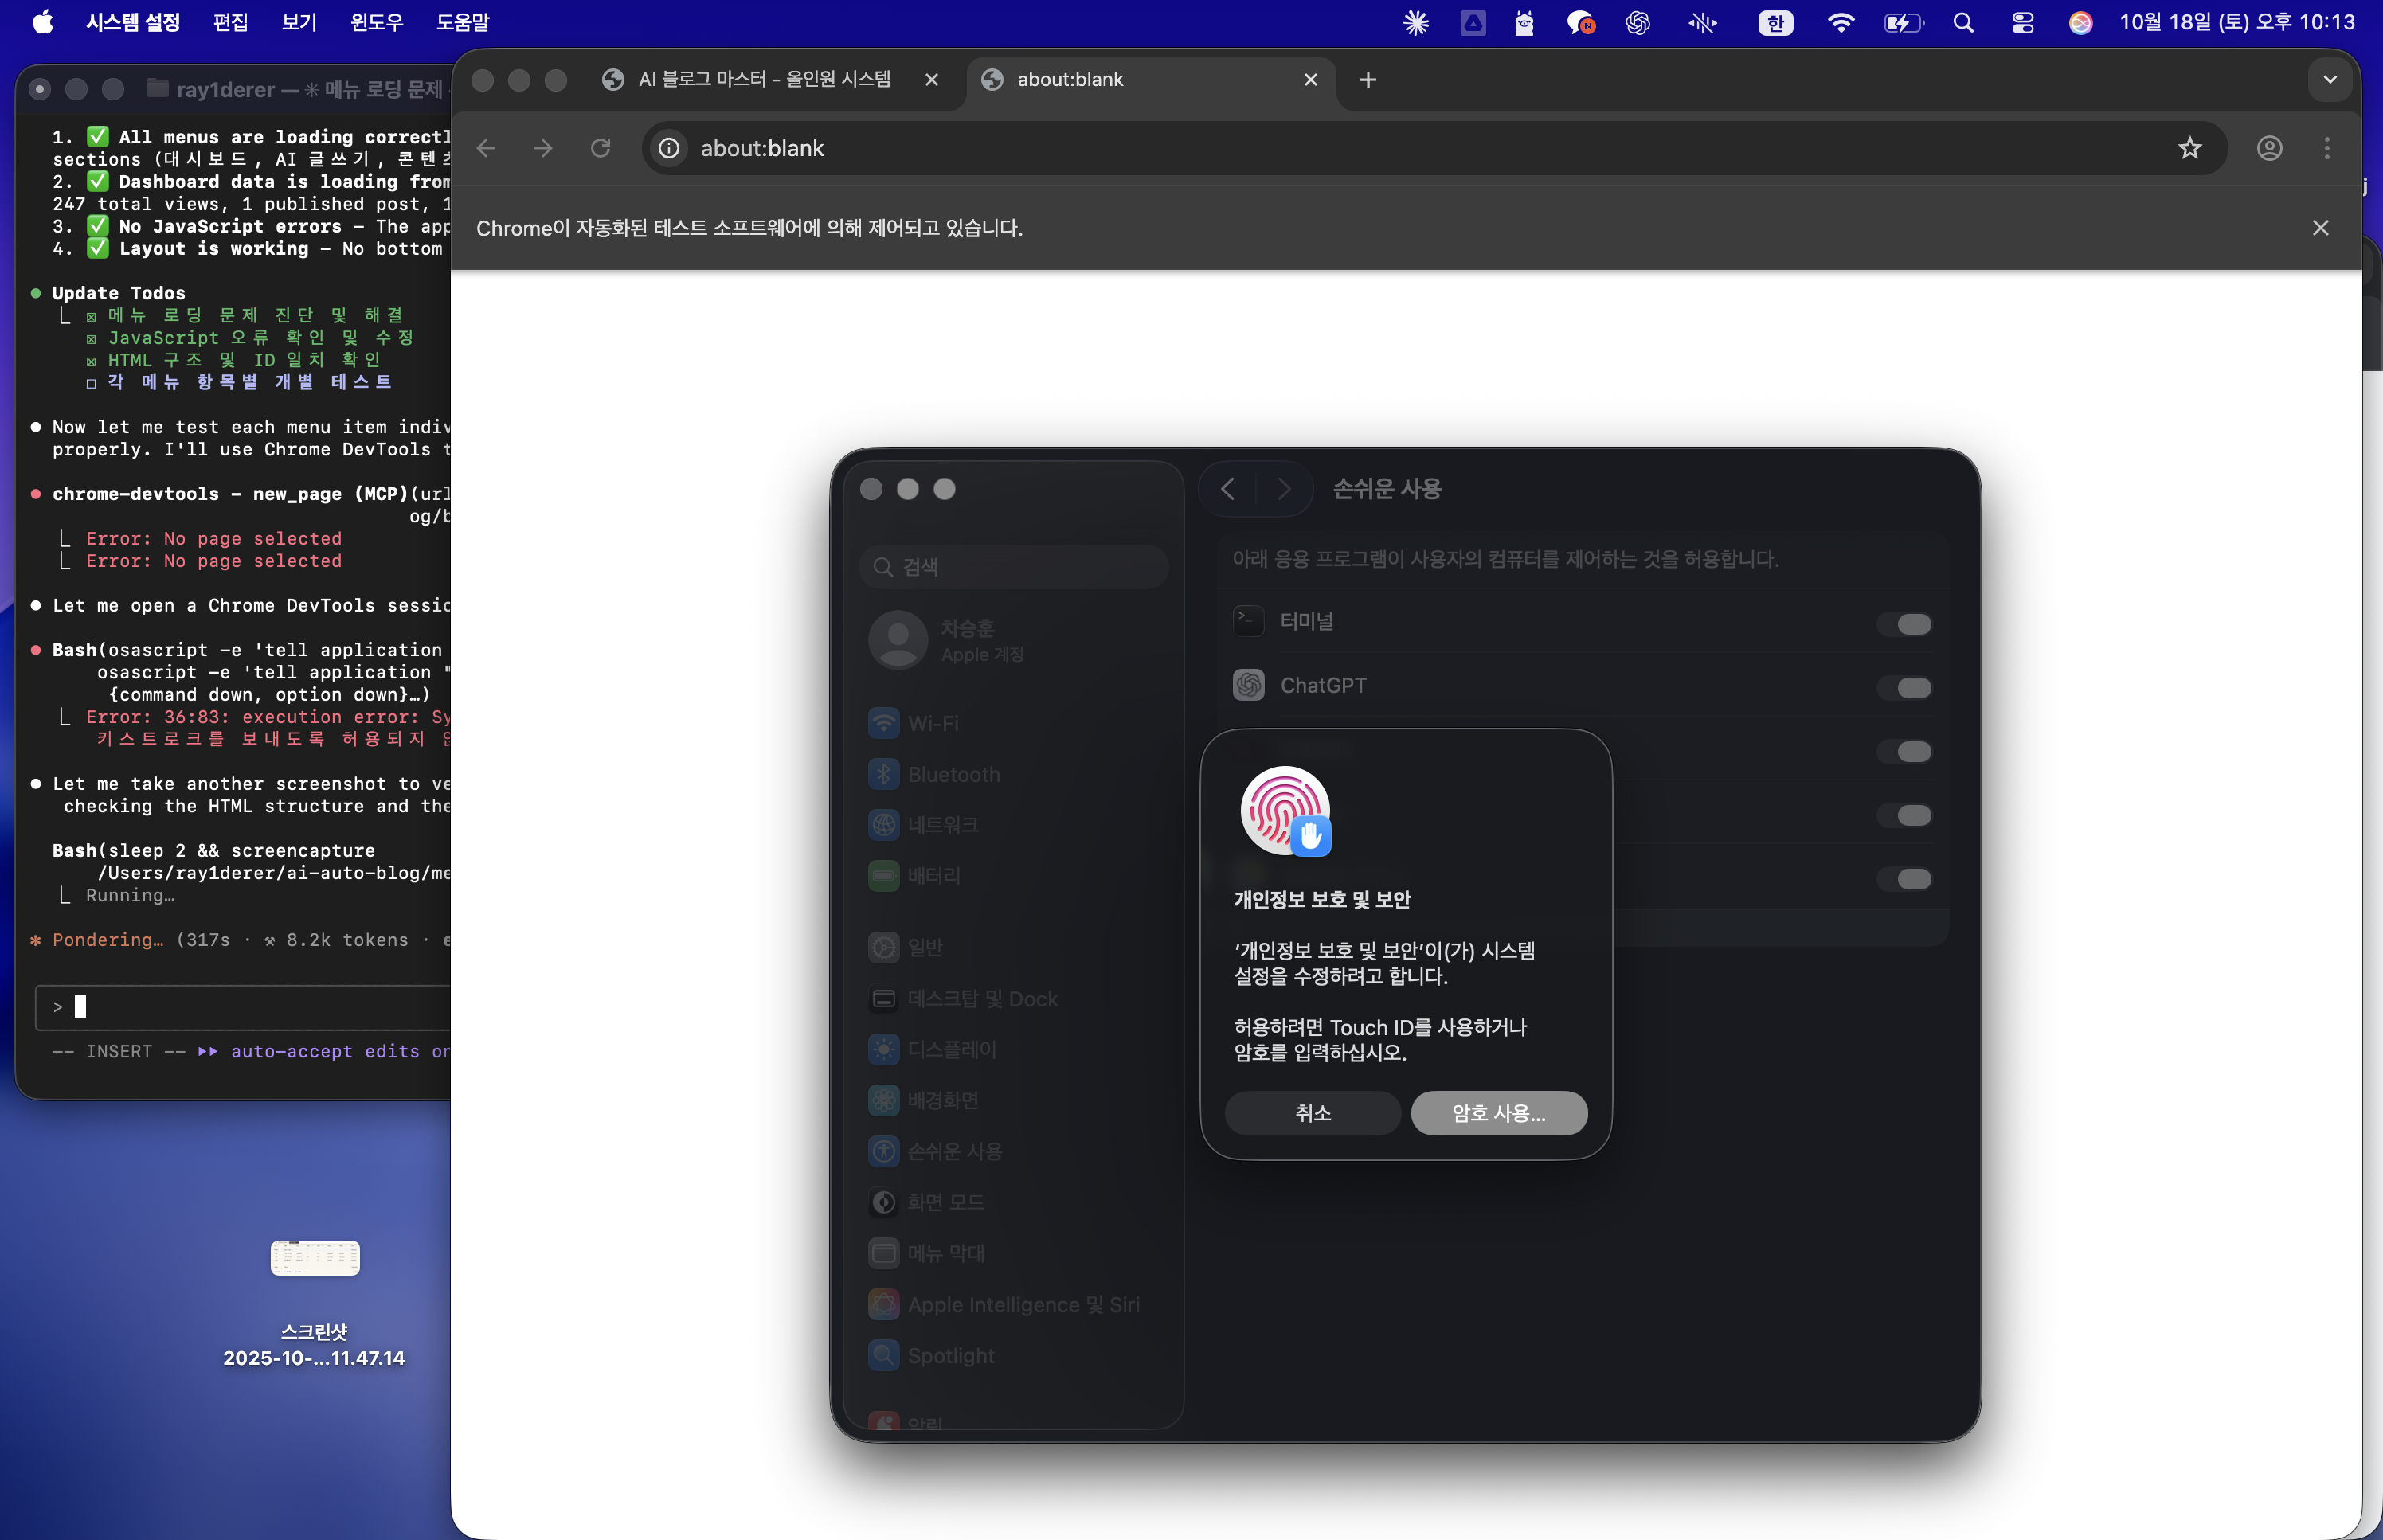 시스템 설정 편집 보기 윈도우 도움말
한 10월 18일 (토) 오후 10:13
ray1derer — ✳ 메뉴 로딩 문제
1. ✅ All menus are loading correctl
sections (대시보드, AI 글쓰기, 콘텐츠
2. ✅ Dashboard data is loading from
247 total views, 1 published post, 1
3. ✅ No JavaScript errors – The app
4. ✅ Layout is working – No bottom
Update Todos
☒ 메뉴 로딩 문제 진단 및 해결
☒ JavaScript 오류 확인 및 수정
☒ HTML 구조 및 ID 일치 확인
☐ 각 메뉴 항목별 개별 테스트
Now let me test each menu item indiv
properly. I'll use Chrome DevTools t
chrome-devtools – new_page (MCP)(url
og/b
Error: No page selected
Error: No page selected
Let me open a Chrome DevTools sessio
Bash(osascript –e 'tell application
osascript –e 'tell application "
{command down, option down}…)
Error: 36:83: execution error: Sy
키스트로크를 보내도록 허용되지 않
Let me take another screenshot to ve
checking the HTML structure and the
Bash(sleep 2 && screencapture
/Users/ray1derer/ai-auto-blog/me
Running…
✻ Pondering… (317s · ⚒ 8.2k tokens · e
>
-- INSERT -- ⏵⏵ auto-accept edits on
스크린샷
2025-10-...11.47.14
AI 블로그 마스터 - 올인원 시스템
about:blank
about:blank
Chrome이 자동화된 테스트 소프트웨어에 의해 제어되고 있습니다.
검색
차승훈
Apple 계정
Wi-Fi
Bluetooth
네트워크
배터리
일반
데스크탑 및 Dock
디스플레이
배경화면
손쉬운 사용
화면 모드
메뉴 막대
Apple Intelligence 및 Siri
Spotlight
알림
손쉬운 사용
아래 응용 프로그램이 사용자의 컴퓨터를 제어하는 것을 허용합니다.
터미널
ChatGPT
개인정보 보호 및 보안
‘개인정보 보호 및 보안’이(가) 시스템
설정을 수정하려고 합니다.
허용하려면 Touch ID를 사용하거나
암호를 입력하십시오.
취소
암호 사용...